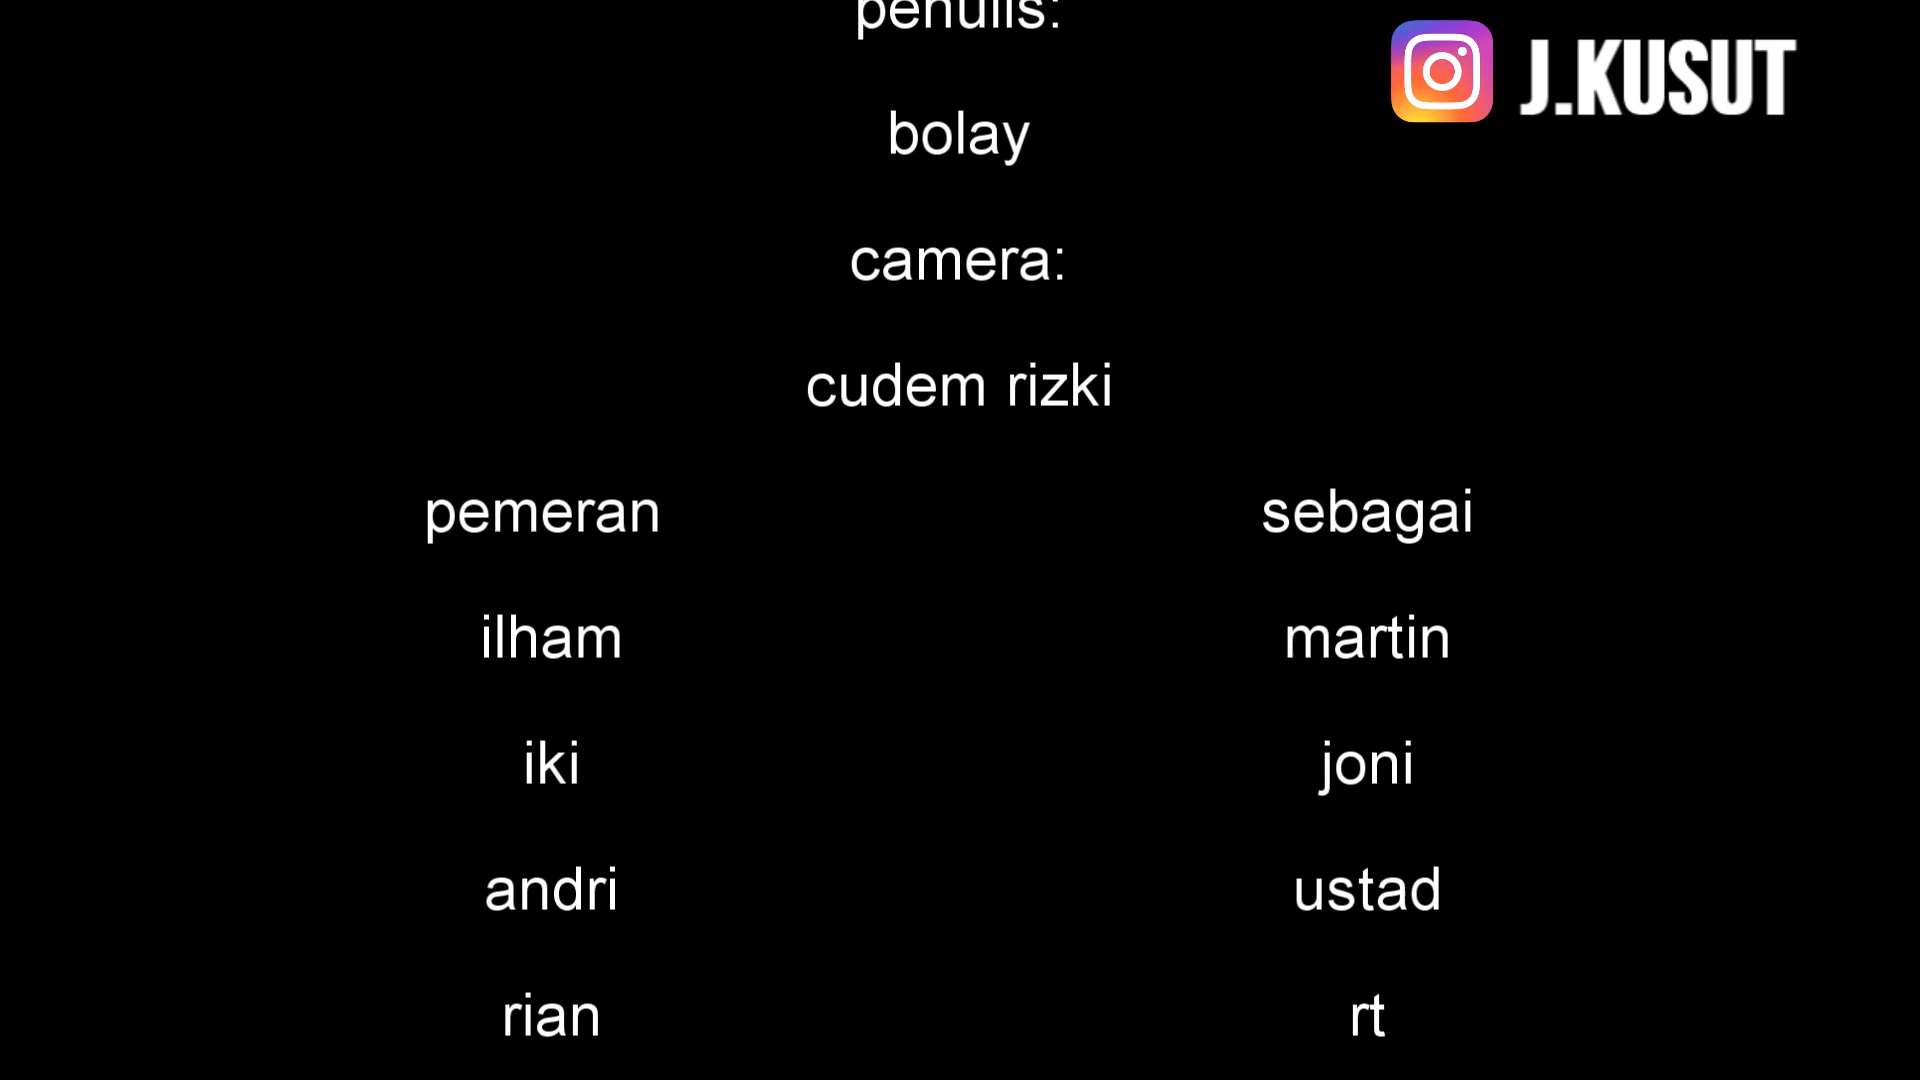 penulis:
J.KUSUT
bolay
camera:
cudem rizki
pemeran sebagai
ilham martin
iki joni
andri ustad
rian rt